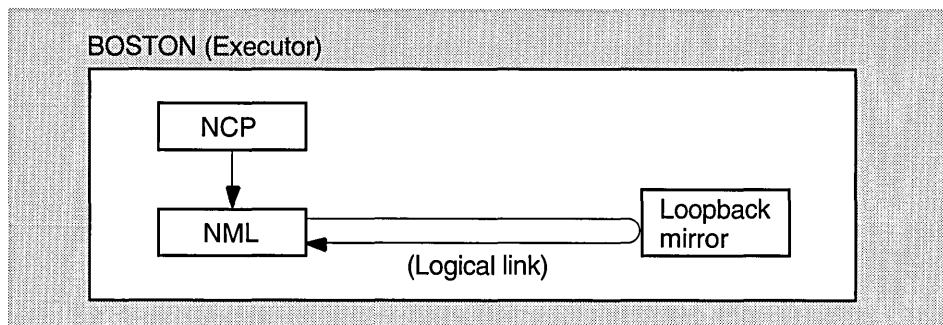 BOSTON (Executor)
NCP
NML
Loopback
mirror
(Logical link)